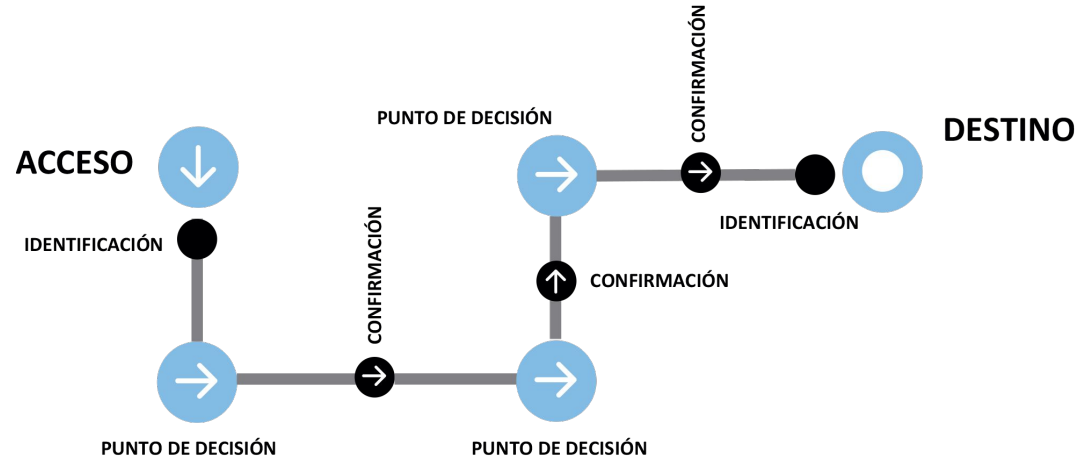 ACCESO
IDENTIFICACIÓN
PUNTO DE DECISIÓN
CONFIRMACIÓN
PUNTO DE DECISIÓN
CONFIRMACIÓN
PUNTO DE DECISIÓN
CONFIRMACIÓN
IDENTIFICACIÓN
DESTINO